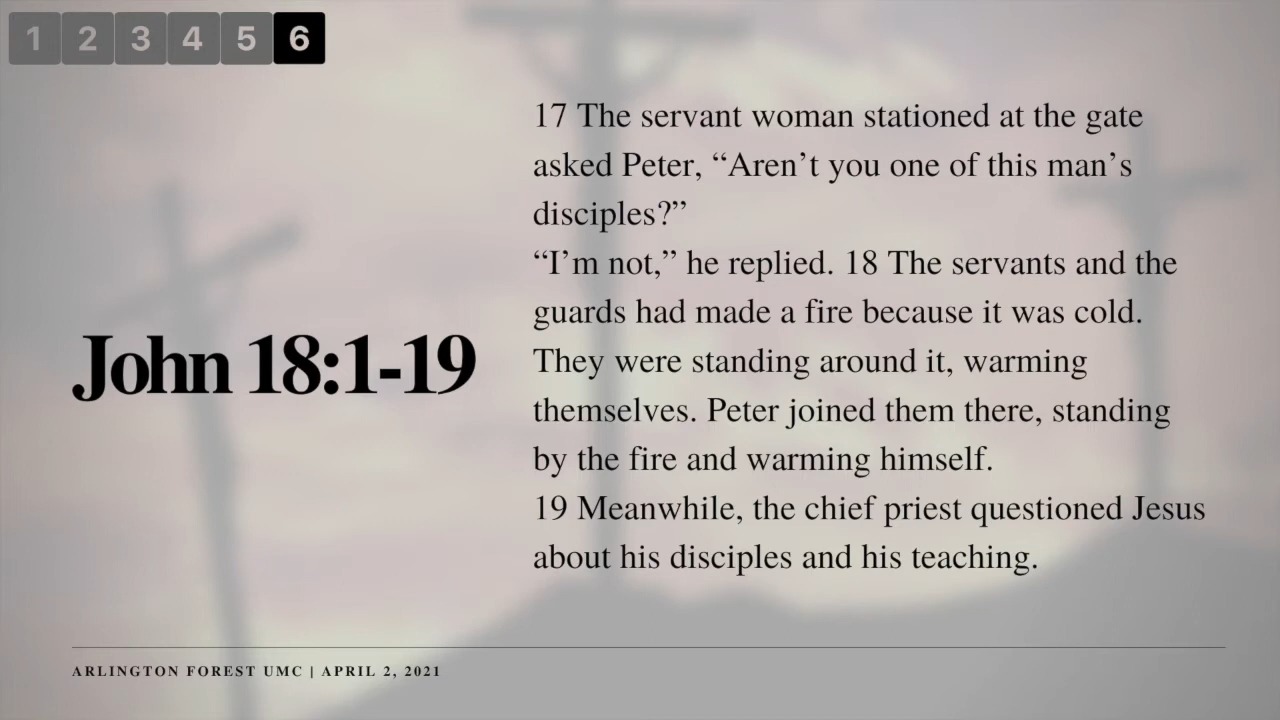 1 2 3 4 5 6
17 The servant woman stationed at the gate
asked Peter, “Aren’t you one of this man’s
disciples?”
“I’m not,” he replied. 18 The servants and the
guards had made a fire because it was cold.
They were standing around it, warming
themselves. Peter joined them there, standing
by the fire and warming himself.
19 Meanwhile, the chief priest questioned Jesus
about his disciples and his teaching.
John 18:1-19
ARLINGTON FOREST UMC | APRIL 2, 2021